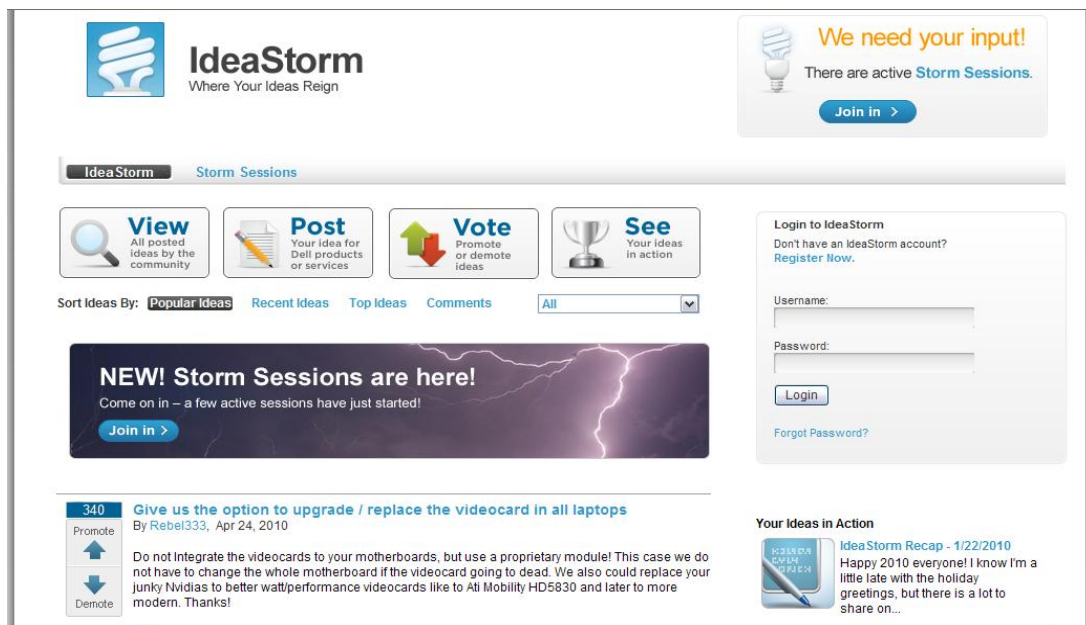 IdeaStorm
Where Your Ideas Reign
We need your input!
There are active Storm Sessions.
Join in >
IdeaStorm
Storm Sessions
View
All posted
ideas by the
community
Post
Your idea for
Dell products
or services
Vote
Promote
or demote
ideas
See
Your ideas
in action
Sort Ideas By: Popular Ideas Recent Ideas Top Ideas Comments All
NEW! Storm Sessions are here!
Come on in – a few active sessions have just started!
Join in >
Login to IdeaStorm
Don't have an IdeaStorm account?
Register Now.
Username:
Password:
Login
Forgot Password?
340
Promote
Demote
Give us the option to upgrade / replace the videocard in all laptops
By Rebel333, Apr 24, 2010
Do not Integrate the videocards to your motherboards, but use a proprietary module! This case we do
not have to change the whole motherboard if the videocard going to dead. We also could replace your
junky Nvidias to better watt/performance videocards like to Ati Mobility HD5830 and later to more
modern. Thanks!
Your Ideas in Action
IdeaStorm Recap - 1/22/2010
Happy 2010 everyone! I know I'm a
little late with the holiday
greetings, but there is a lot to
share on...